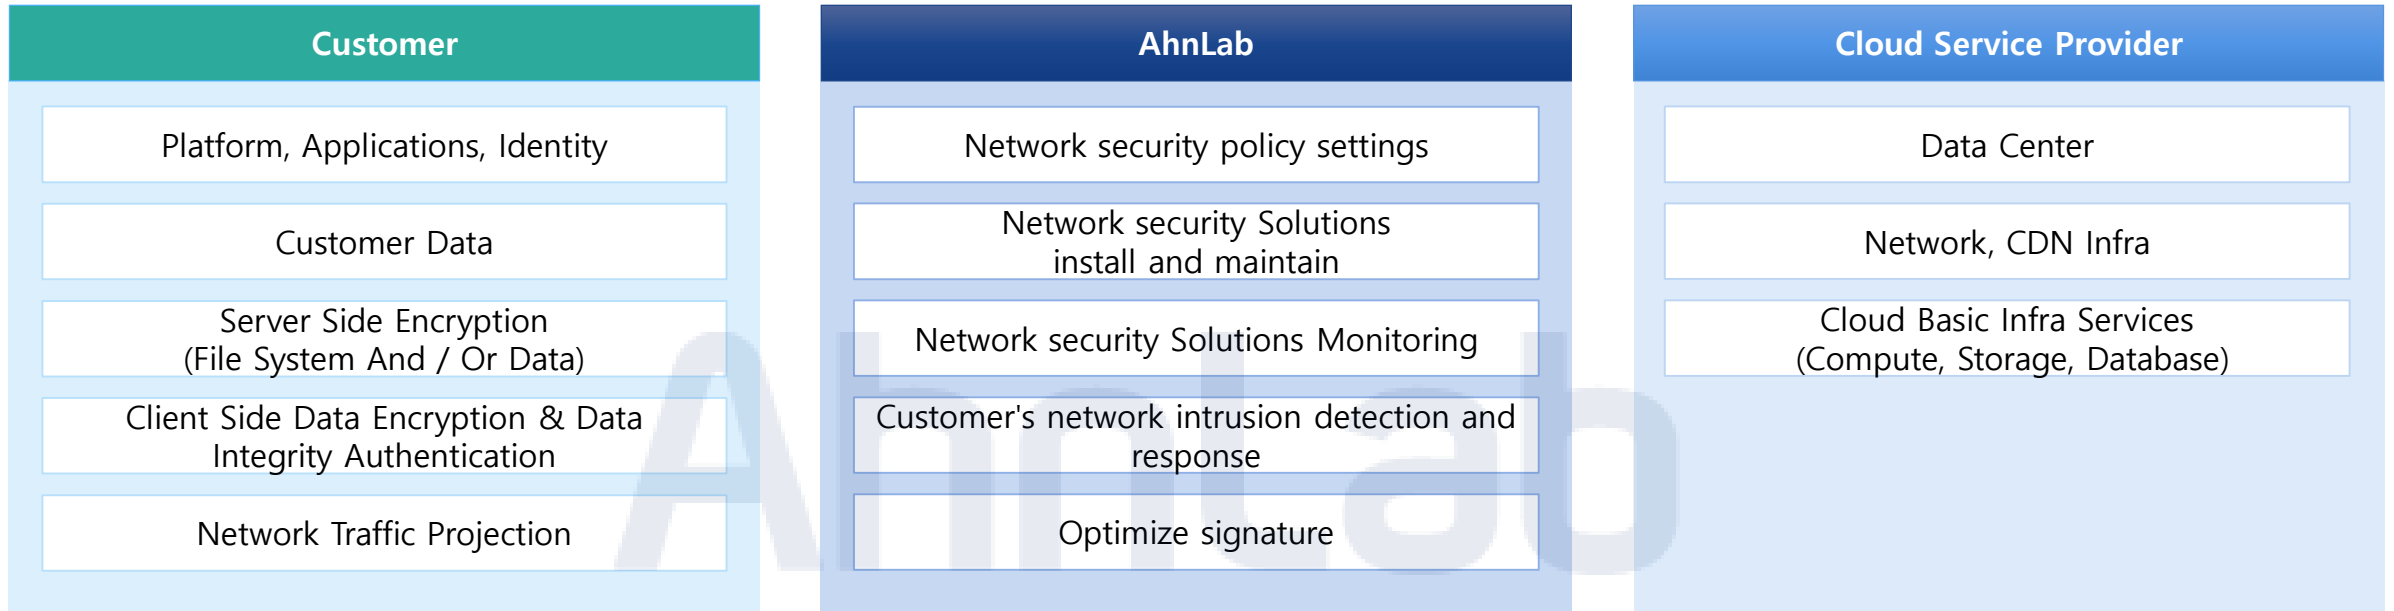 Customer
Platform, Applications, Identity
Customer Data
Server Side Encryption
(File System And / Or Data)
Client Side Data Encryption & Data
Integrity Authentication
Network Traffic Projection
AhnLab
Network security policy settings
Network security Solutions
install and maintain
Network security Solutions Monitoring
Customer's network intrusion detection and
response
Optimize signature
Cloud Service Provider
Data Center
Network, CDN Infra
Cloud Basic Infra Services
(Compute, Storage, Database)
AhnLab